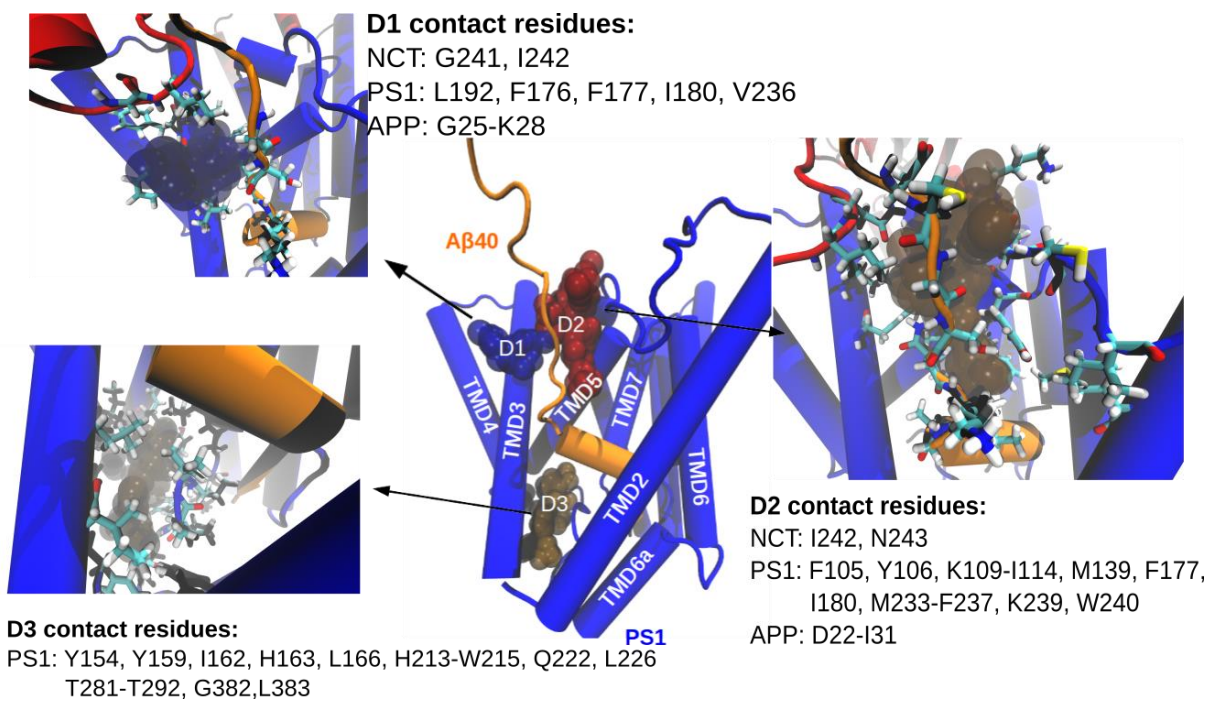 D1 contact residues:
NCT: G241, I242
PS1: L192, F176, F177, I180, V236
APP: G25-K28
Aβ40
D2
D1
TMD4
TMD3
TMD5
TMD7
TMD2
TMD6
D3
TMD6a
PS1
D2 contact residues:
NCT: I242, N243
PS1: F105, Y106, K109-I114, M139, F177,
I180, M233-F237, K239, W240
APP: D22-I31
D3 contact residues:
PS1: Y154, Y159, I162, H163, L166, H213-W215, Q222, L226
T281-T292, G382,L383